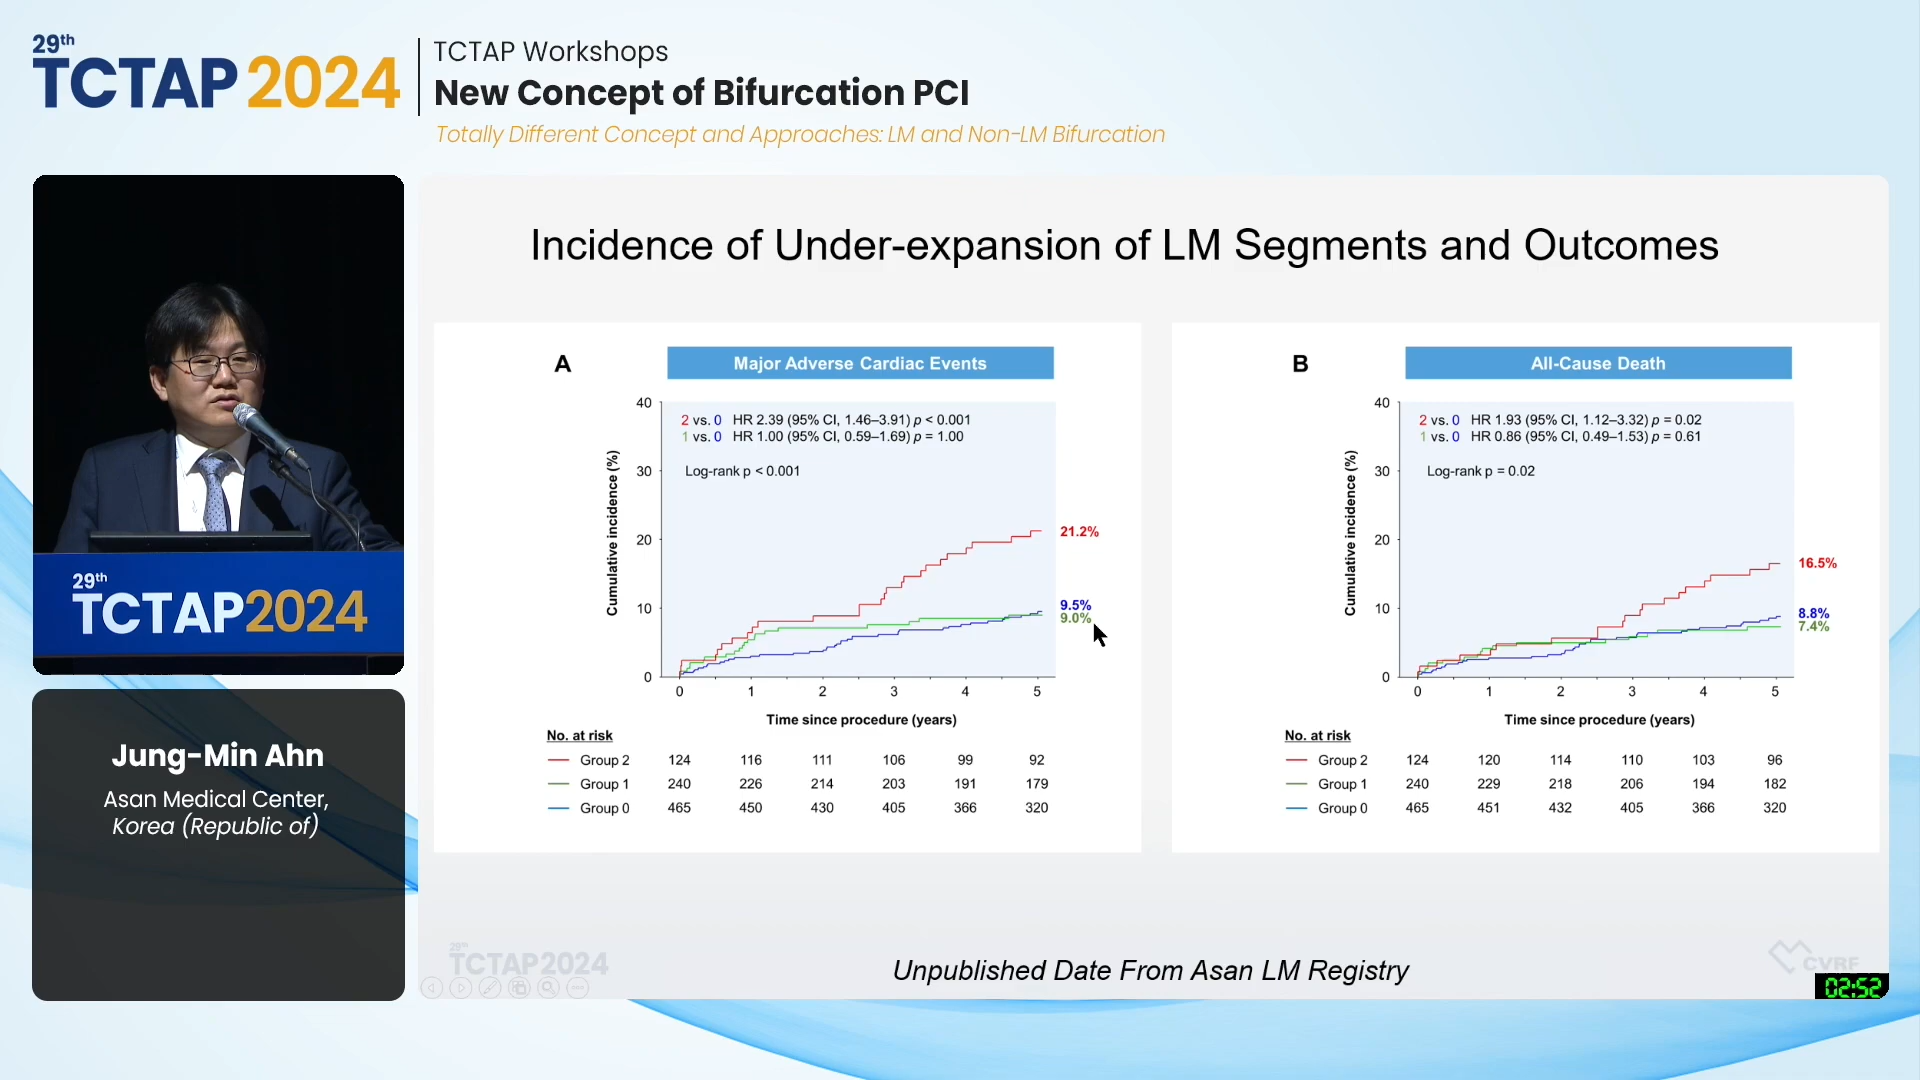 29th
TCTAP 2024
TCTAP Workshops
New Concept of Bifurcation PCI
Totally Different Concept and Approaches: LM and Non-LM Bifurcation
29th
TCTAP2024
Jung-Min Ahn
Asan Medical Center,
Korea (Republic of)
Incidence of Under-expansion of LM Segments and Outcomes
A
Major Adverse Cardiac Events
2 vs. 0 HR 2.39 (95% CI, 1.46–3.91) p < 0.001
1 vs. 0 HR 1.00 (95% CI, 0.59–1.69) p = 1.00
Log-rank p < 0.001
Cumulative incidence (%)
40
30
20
10
0
21.2%
9.5%
9.0%
0 1 2 3 4 5
Time since procedure (years)
No. at risk
Group 2 124 116 111 106 99 92
Group 1 240 226 214 203 191 179
Group 0 465 450 430 405 366 320
B
All-Cause Death
2 vs. 0 HR 1.93 (95% CI, 1.12–3.32) p = 0.02
1 vs. 0 HR 0.86 (95% CI, 0.49–1.53) p = 0.61
Log-rank p = 0.02
Cumulative incidence (%)
40
30
20
10
0
16.5%
8.8%
7.4%
0 1 2 3 4 5
Time since procedure (years)
No. at risk
Group 2 124 120 114 110 103 96
Group 1 240 229 218 206 194 182
Group 0 465 451 432 405 366 320
29th
TCTAP2024
Unpublished Date From Asan LM Registry
CVRF
02:52